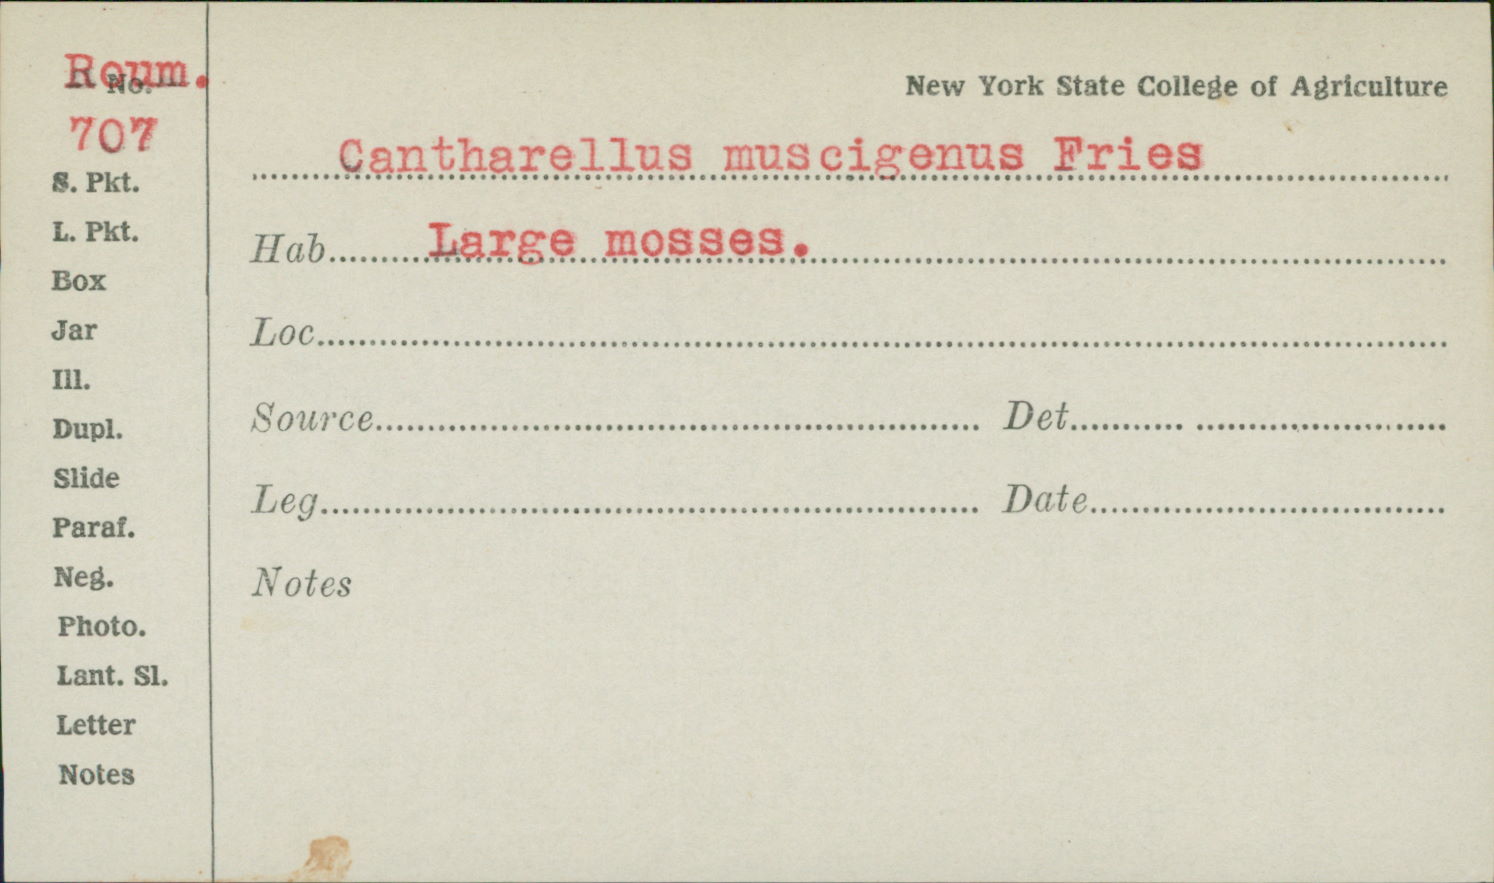 Roum.
No.
707
New York State College of Agriculture
Cantharellus muscigenus Fries
S. Pkt.
L. Pkt.
Box
Jar
Ill.
Dupl.
Slide
Paraf.
Neg.
Photo.
Lant. Sl.
Letter
Notes
Hab. Large mosses.
Loc.
Source Det.
Leg. Date
Notes